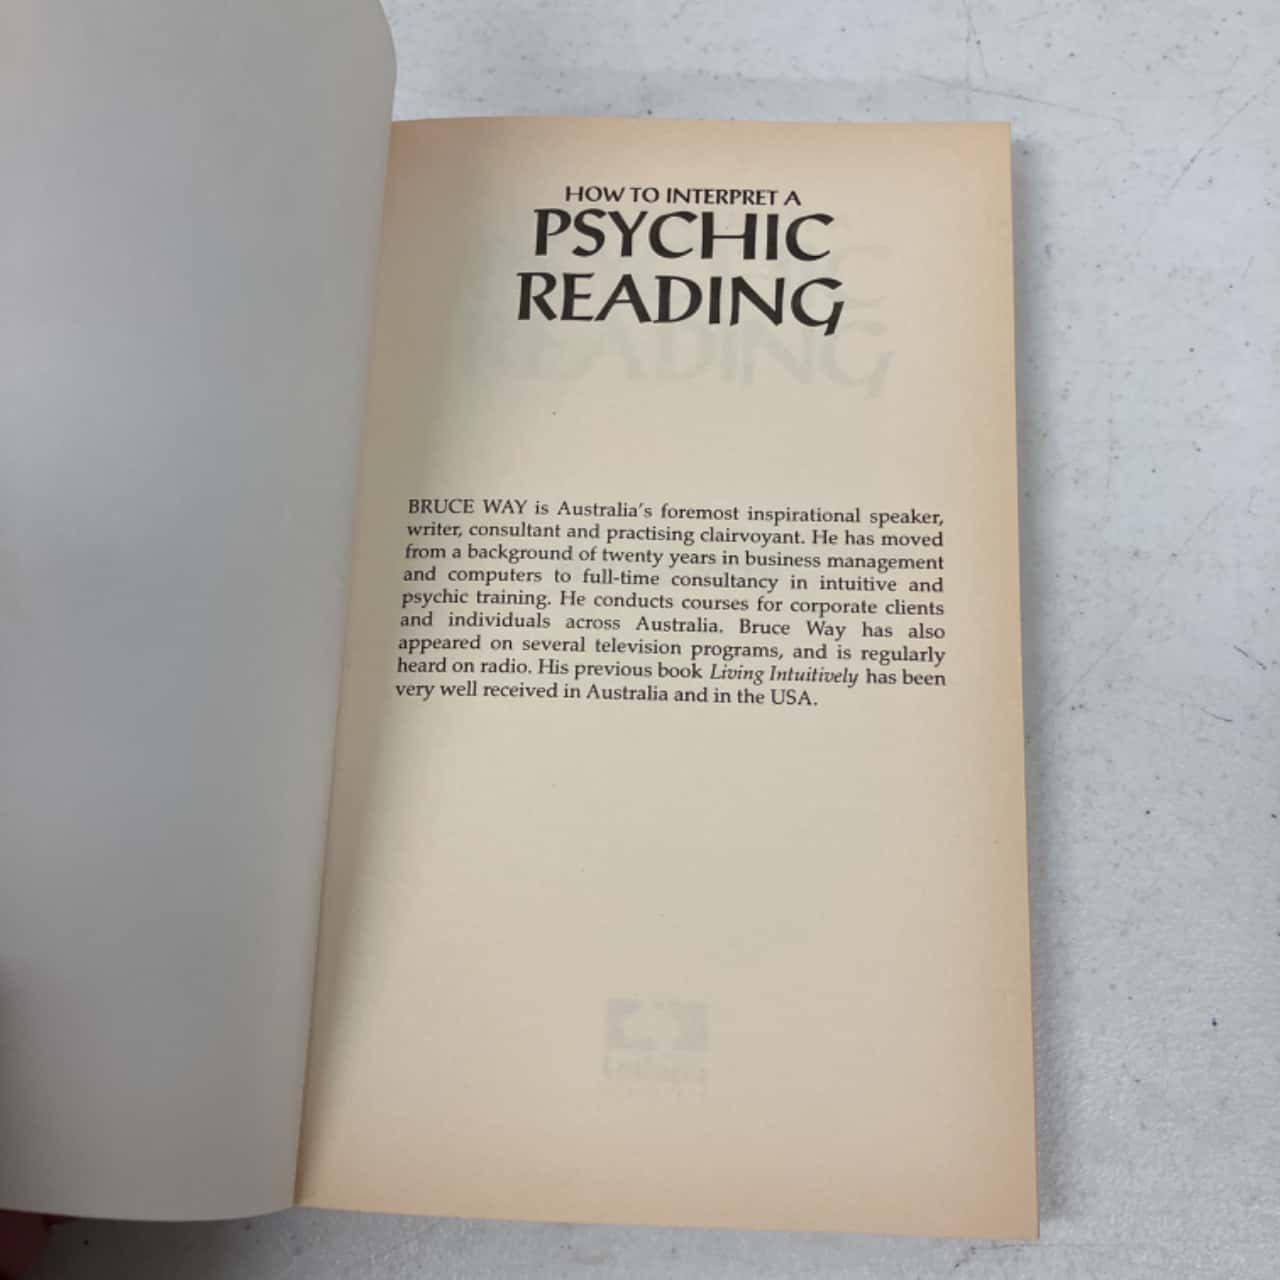 HOW TO INTERPRET A
PSYCHIC
READING
BRUCE WAY is Australia's foremost inspirational speaker,
writer, consultant and practising clairvoyant. He has moved
from a background of twenty years in business management
and computers to full-time consultancy in intuitive and
psychic training. He conducts courses for corporate clients
and individuals across Australia. Bruce Way has also
appeared on several television programs, and is regularly
heard on radio. His previous book Living Intuitively has been
very well received in Australia and in the USA.